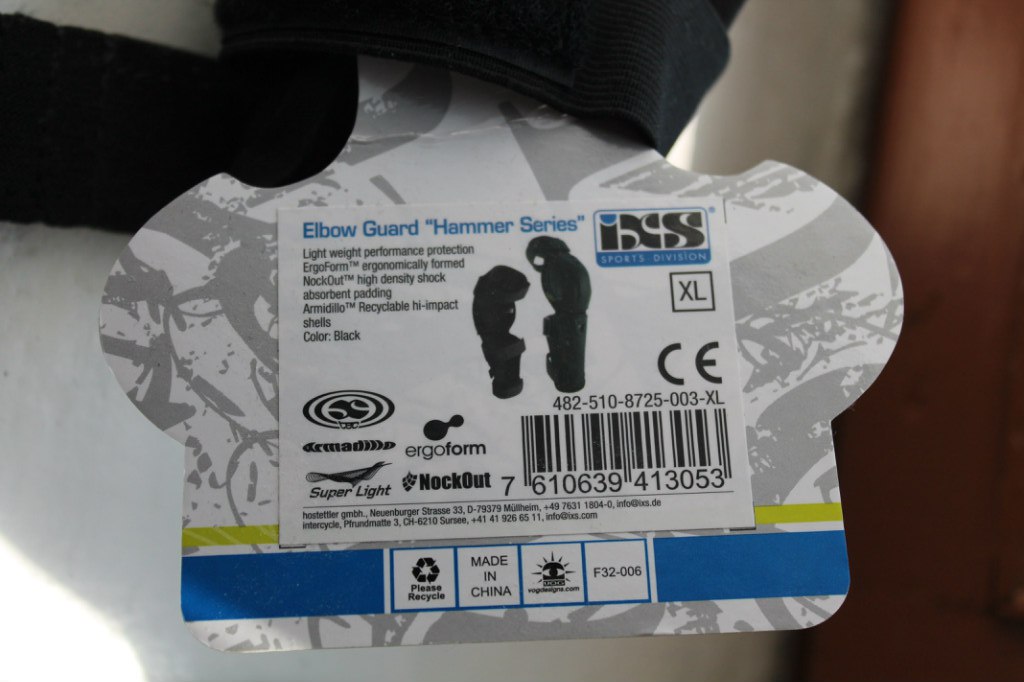 Elbow Guard "Hammer Series"
iXS®
SPORTS DIVISION
Light weight performance protection
ErgoForm™ ergonomically formed
NockOut™ high density shock
absorbent padding
Armidillo™ Recyclable hi-impact
shells
Color: Black
XL
CE
482-510-8725-003-XL
ergoform
Super Light
NockOut
7 610639 413053
hostettler gmbh., Neuenburger Strasse 33, D-79379 Müllheim, +49 7631 1804-0, info@ixs.de
intercycle, Pfrundmatte 3, CH-6210 Sursee, +41 41 926 65 11, info@ixs.com
Please
Recycle
MADE
IN
CHINA
vogdesigns.com
F32-006